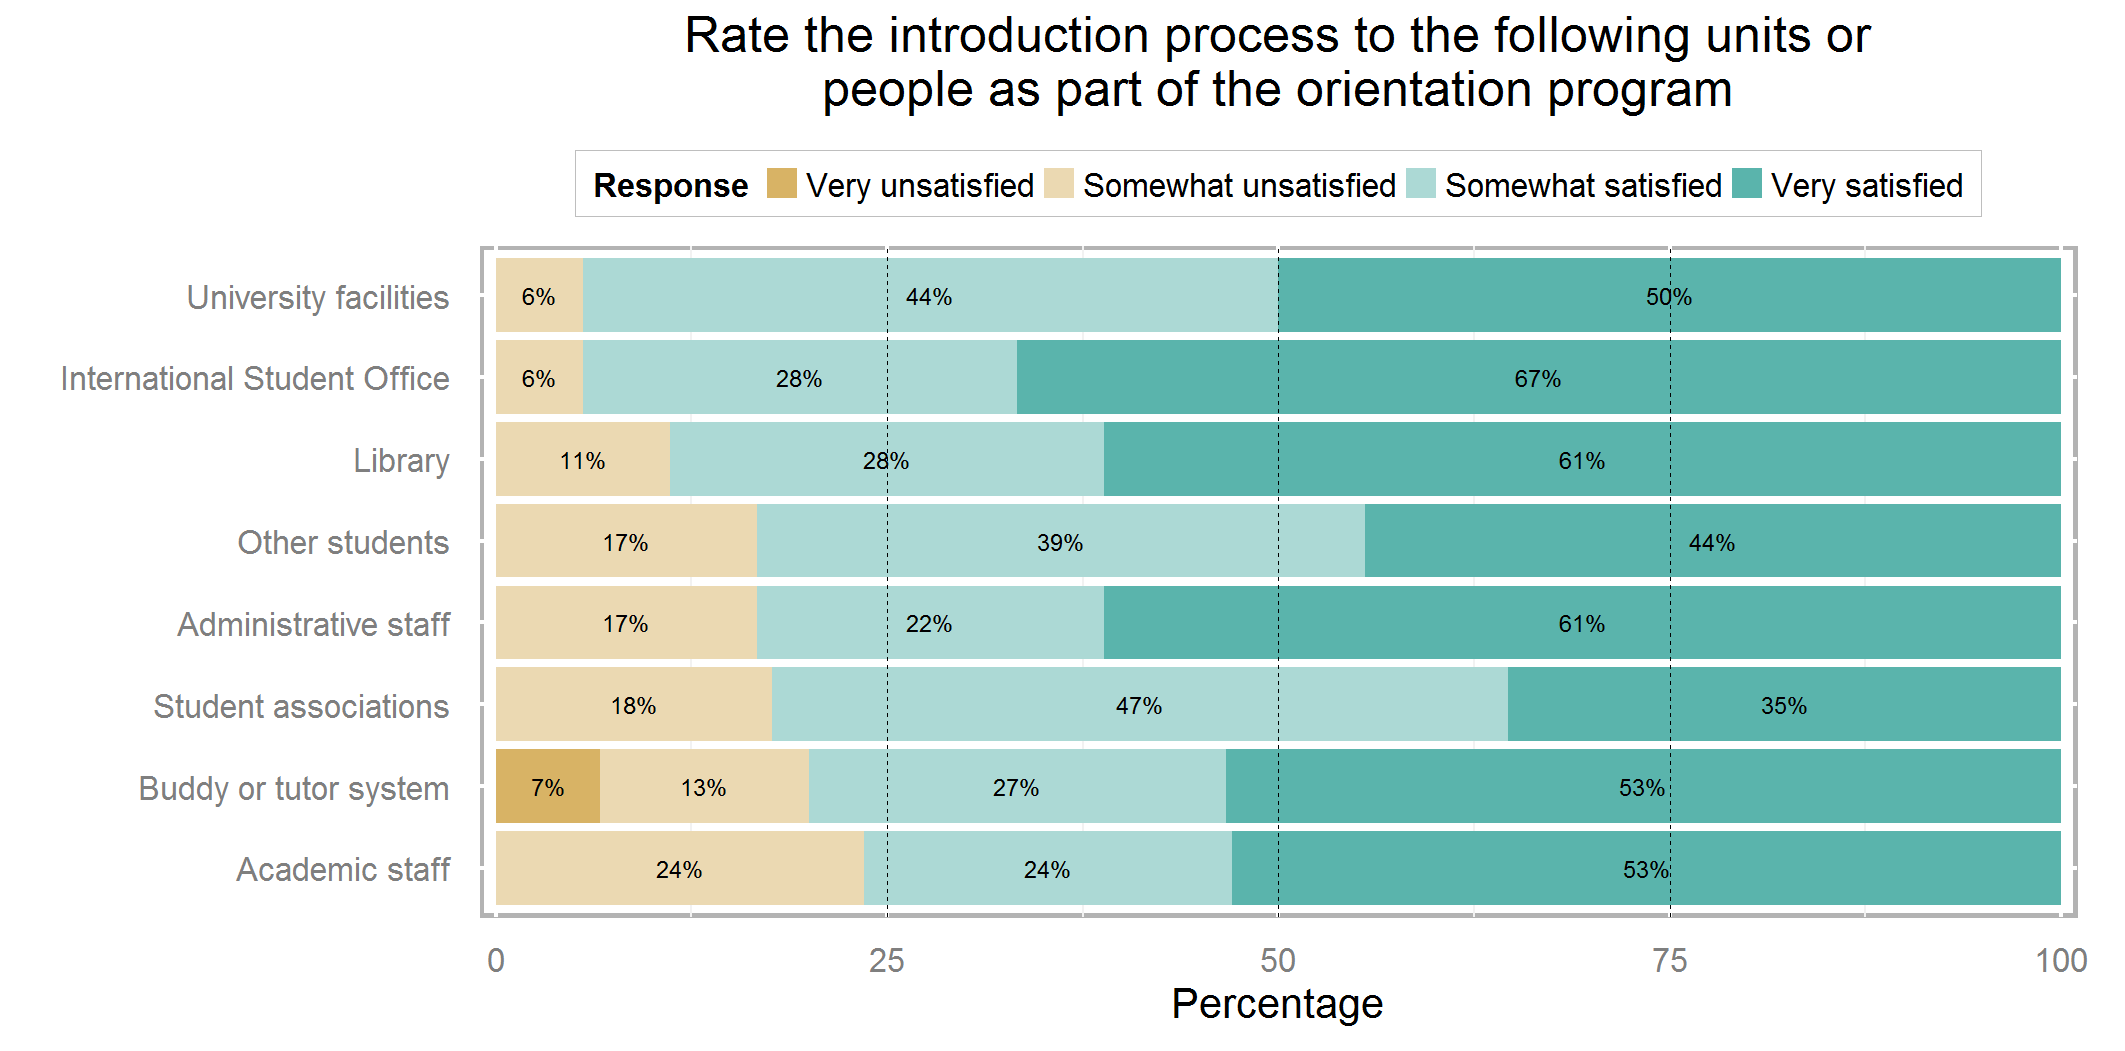 Rate the introduction process to the following units or
people as part of the orientation program
Response Very unsatisfied Somewhat unsatisfied Somewhat satisfied Very satisfied
University facilities 6% 44% 50%
International Student Office 6% 28% 67%
Library 11% 28% 61%
Other students 17% 39% 44%
Administrative staff 17% 22% 61%
Student associations 18% 47% 35%
Buddy or tutor system 7% 13% 27% 53%
Academic staff 24% 24% 53%
0 25 50 75 100
Percentage